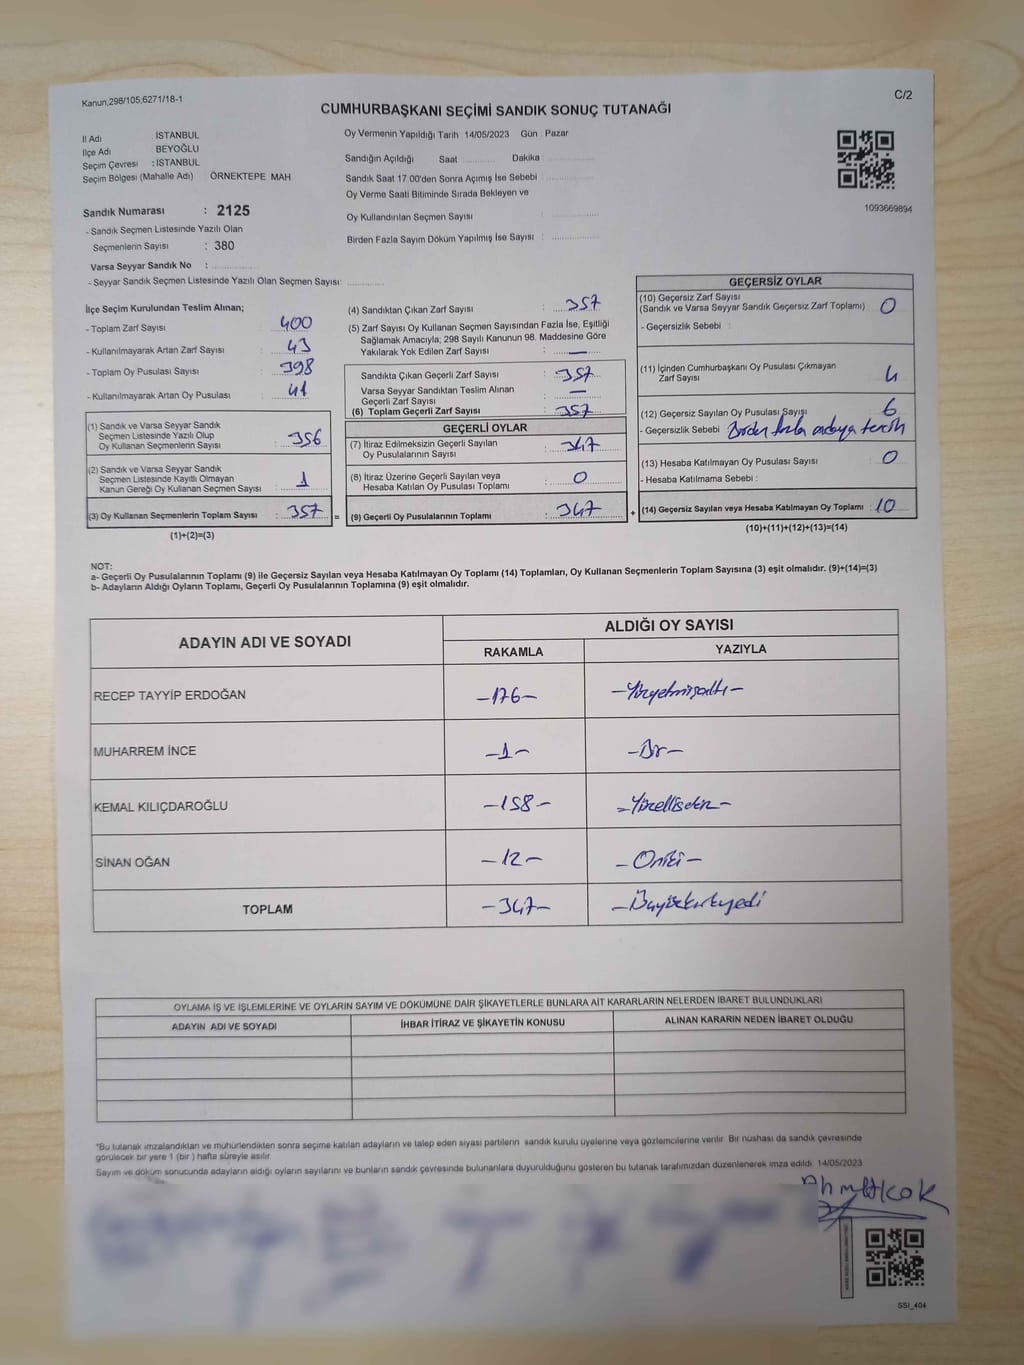 Kanun,298/105;6271/18-1
C/2
CUMHURBAŞKANI SEÇİMİ SANDIK SONUÇ TUTANAĞI
İl Adı İSTANBUL
İlçe Adı BEYOĞLU
Seçim Çevresi : İSTANBUL
Seçim Bölgesi (Mahalle Adı) ÖRNEKTEPE MAH
Sandık Numarası : 2125
- Sandık Seçmen Listesinde Yazılı Olan
Seçmenlerin Sayısı : 380
Varsa Seyyar Sandık No :
- Seyyar Sandık Seçmen Listesinde Yazılı Olan Seçmen Sayısı:
Oy Vermenin Yapıldığı Tarih : 14/05/2023 Gün : Pazar
Sandığın Açıldığı Saat Dakika :
Sandık Saat 17.00'den Sonra Açımış İse Sebebi :
Oy Verme Saati Bitiminde Sırada Bekleyen ve
Oy Kullandırılan Seçmen Sayısı :
Birden Fazla Sayım Döküm Yapılmış İse Sayısı :
1093669894
İlçe Seçim Kurulundan Teslim Alınan;
- Toplam Zarf Sayısı : 400
- Kullanılmayarak Artan Zarf Sayısı : 43
- Toplam Oy Pusulası Sayısı : 398
- Kullanılmayarak Artan Oy Pusulası : 41
(1) Sandık ve Varsa Seyyar Sandık
Seçmen Listesinde Yazılı Olup
Oy Kullanan Seçmenlerin Sayısı : 356
(2) Sandık ve Varsa Seyyar Sandık
Seçmen Listesinde Kayıtlı Olmayan
Kanun Gereği Oy Kullanan Seçmen Sayısı : 1
(3) Oy Kullanan Seçmenlerin Toplam Sayısı : 357 =
(1)+(2)=(3)
(4) Sandıktan Çıkan Zarf Sayısı : 357
(5) Zarf Sayısı Oy Kullanan Seçmen Sayısından Fazla İse, Eşitliği
Sağlamak Amacıyla; 298 Sayılı Kanunun 98. Maddesine Göre
Yakılarak Yok Edilen Zarf Sayısı : —
Sandıkta Çıkan Geçerli Zarf Sayısı : 357
Varsa Seyyar Sandıktan Teslim Alınan
Geçerli Zarf Sayısı : —
(6) Toplam Geçerli Zarf Sayısı : 357
GEÇERLİ OYLAR
(7) İtiraz Edilmeksizin Geçerli Sayılan
Oy Pusulalarının Sayısı : 347
(8) İtiraz Üzerine Geçerli Sayılan veya
Hesaba Katılan Oy Pusulası Toplamı : 0
(9) Geçerli Oy Pusulalarının Toplamı : 347 +
GEÇERSİZ OYLAR
(10) Geçersiz Zarf Sayısı
(Sandık ve Varsa Seyyar Sandık Geçersiz Zarf Toplamı) 0
- Geçersizlik Sebebi :
(11) İçinden Cumhurbaşkanı Oy Pusulası Çıkmayan
Zarf Sayısı 4
(12) Geçersiz Sayılan Oy Pusulası Sayısı 6
- Geçersizlik Sebebi : Birden fazla adaya tercih
(13) Hesaba Katılmayan Oy Pusulası Sayısı 0
- Hesaba Katılmama Sebebi :
(14) Geçersiz Sayılan veya Hesaba Katılmayan Oy Toplamı : 10
(10)+(11)+(12)+(13)=(14)
NOT:
a- Geçerli Oy Pusulalarının Toplamı (9) ile Geçersiz Sayılan veya Hesaba Katılmayan Oy Toplamı (14) Toplamları, Oy Kullanan Seçmenlerin Toplam Sayısına (3) eşit olmalıdır. (9)+(14)=(3)
b- Adayların Aldığı Oyların Toplamı, Geçerli Oy Pusulalarının Toplamına (9) eşit olmalıdır.
ADAYIN ADI VE SOYADI
ALDIĞI OY SAYISI
RAKAMLA YAZIYLA
RECEP TAYYİP ERDOĞAN -176- -Yüzyetmişaltı-
MUHARREM İNCE -1- -Bir-
KEMAL KILIÇDAROĞLU -158- -Yüzellisekiz-
SİNAN OĞAN -12- -Oniki-
TOPLAM -347- -Üçyüzkırkyedi
OYLAMA İŞ VE İŞLEMLERİNE VE OYLARIN SAYIM VE DÖKÜMÜNE DAİR ŞİKAYETLERLE BUNLARA AİT KARARLARIN NELERDEN İBARET BULUNDUKLARI
ADAYIN ADI VE SOYADI İHBAR İTİRAZ VE ŞİKAYETİN KONUSU ALINAN KARARIN NEDEN İBARET OLDUĞU
*Bu tutanak imzalandıktan ve mühürlendikten sonra seçime katılan adayların ve talep eden siyasi partilerin sandık kurulu üyelerine veya gözlemcilerine verilir. Bir nüshası da sandık çevresinde
görülecek bir yere 1 (bir ) hafta süreyle asılır.
Sayım ve döküm sonucunda adayların aldığı oyların sayılarını ve bunların sandık çevresinde bulunanlara duyurulduğunu gösteren bu tutanak tarafımızdan düzenlenerek imza edildi. 14/05/2023
Ahmet KOK
SSI_404